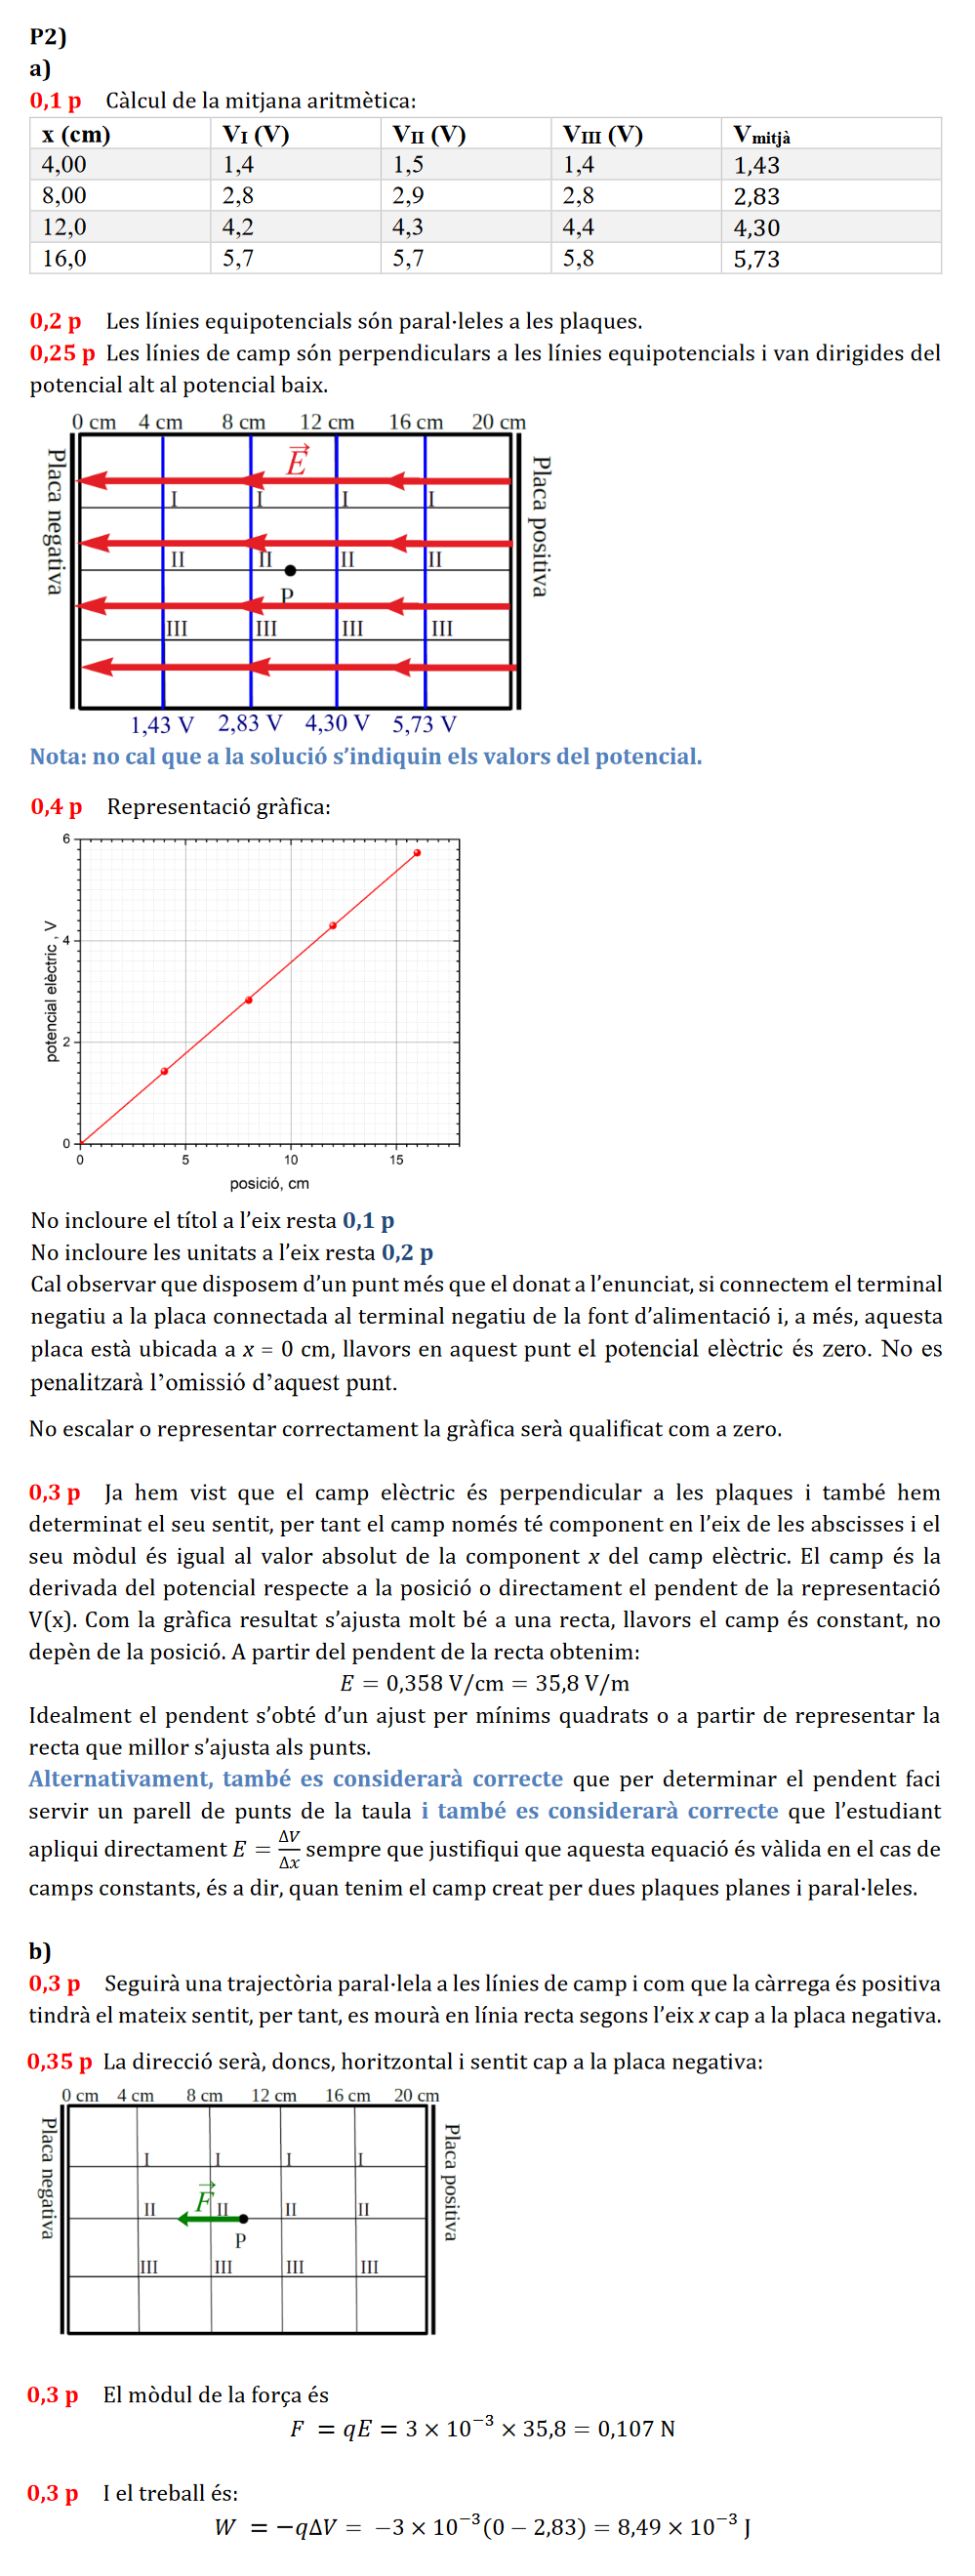 P2)
a)
0,1 p Càlcul de la mitjana aritmètica:
x (cm) VI (V) VII (V) VIII (V) Vmitjà
4,00 1,4 1,5 1,4 1,43
8,00 2,8 2,9 2,8 2,83
12,0 4,2 4,3 4,4 4,30
16,0 5,7 5,7 5,8 5,73
0,2 p Les línies equipotencials són paral·leles a les plaques.
0,25 p Les línies de camp són perpendiculars a les línies equipotencials i van dirigides del
potencial alt al potencial baix.
0 cm 4 cm 8 cm 12 cm 16 cm 20 cm
Placa negativa
E
Placa positiva
I I I I
II II II II
P
III III III III
1,43 V 2,83 V 4,30 V 5,73 V
Nota: no cal que a la solució s’indiquin els valors del potencial.
0,4 p Representació gràfica:
6
4
2
0
potencial elèctric , V
0 5 10 15
posició, cm
No incloure el títol a l’eix resta 0,1 p
No incloure les unitats a l’eix resta 0,2 p
Cal observar que disposem d’un punt més que el donat a l’enunciat, si connectem el terminal
negatiu a la placa connectada al terminal negatiu de la font d’alimentació i, a més, aquesta
placa està ubicada a x = 0 cm, llavors en aquest punt el potencial elèctric és zero. No es
penalitzarà l’omissió d’aquest punt.
No escalar o representar correctament la gràfica serà qualificat com a zero.
0,3 p Ja hem vist que el camp elèctric és perpendicular a les plaques i també hem
determinat el seu sentit, per tant el camp només té component en l’eix de les abscisses i el
seu mòdul és igual al valor absolut de la component x del camp elèctric. El camp és la
derivada del potencial respecte a la posició o directament el pendent de la representació
V(x). Com la gràfica resultat s’ajusta molt bé a una recta, llavors el camp és constant, no
depèn de la posició. A partir del pendent de la recta obtenim:
E = 0,358 V/cm = 35,8 V/m
Idealment el pendent s’obté d’un ajust per mínims quadrats o a partir de representar la
recta que millor s’ajusta als punts.
Alternativament, també es considerarà correcte que per determinar el pendent faci
servir un parell de punts de la taula i també es considerarà correcte que l’estudiant
apliqui directament E = ΔV/Δx sempre que justifiqui que aquesta equació és vàlida en el cas de
camps constants, és a dir, quan tenim el camp creat per dues plaques planes i paral·leles.
b)
0,3 p Seguirà una trajectòria paral·lela a les línies de camp i com que la càrrega és positiva
tindrà el mateix sentit, per tant, es mourà en línia recta segons l’eix x cap a la placa negativa.
0,35 p La direcció serà, doncs, horitzontal i sentit cap a la placa negativa:
0 cm 4 cm 8 cm 12 cm 16 cm 20 cm
Placa negativa
Placa positiva
I I I I
F
II II II II
P
III III III III
0,3 p El mòdul de la força és
F = qE = 3 × 10⁻³ × 35,8 = 0,107 N
0,3 p I el treball és:
W = −qΔV = −3 × 10⁻³(0 − 2,83) = 8,49 × 10⁻³ J